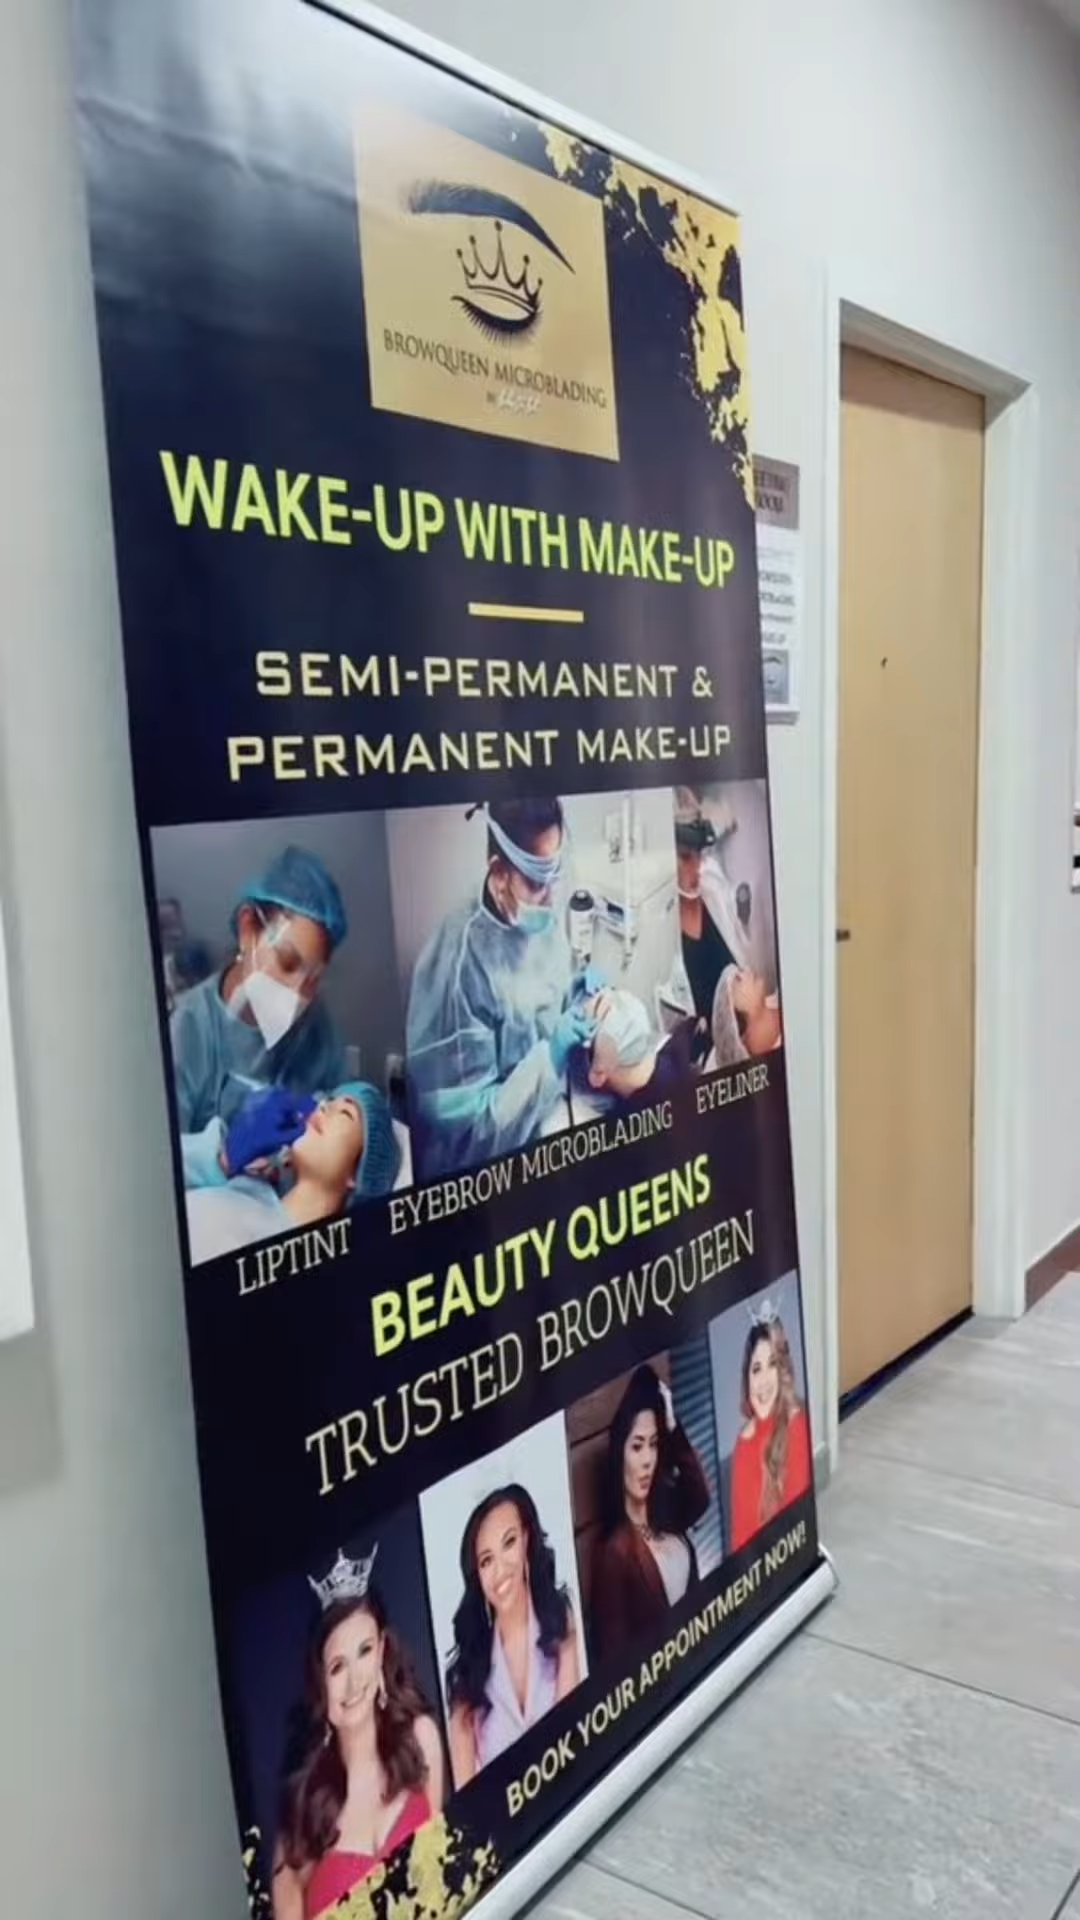 BROWQUEEN MICROBLADING
WAKE-UP WITH MAKE-UP
SEMI-PERMANENT &
PERMANENT MAKE-UP
LIPTINT EYEBROW MICROBLADING EYELINER
BEAUTY QUEENS
TRUSTED BROWQUEEN
BOOK YOUR APPOINTMENT NOW!